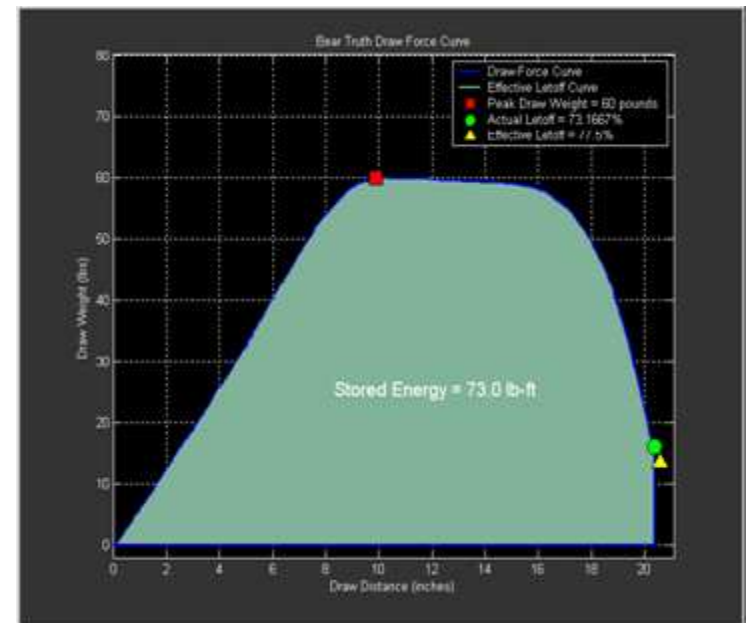 Bear Truth Draw Force Curve
80
Draw Force Curve
Effective Letoff Curve
Peak Draw Weight = 60 pounds
Actual Letoff = 73.1667%
Effective Letoff = 77.5%
70
60
50
40
30
20
10
0
Draw Weight (lbs)
Stored Energy = 73.0 lb-ft
0 2 4 6 8 10 12 14 16 18 20
Draw Distance (inches)